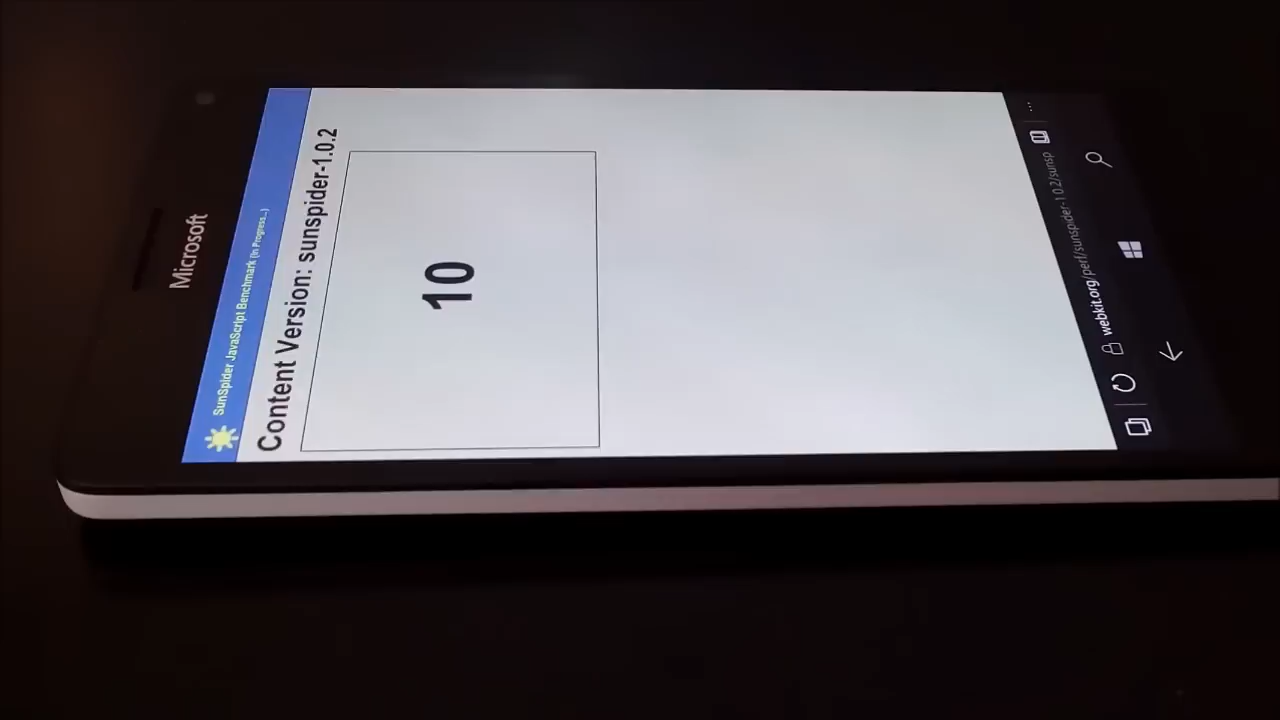 Microsoft
SunSpider JavaScript Benchmark (In Progress...)
Content Version: sunspider-1.0.2
10
webkit.org/perf/sunspider-1.0.2/sunsp